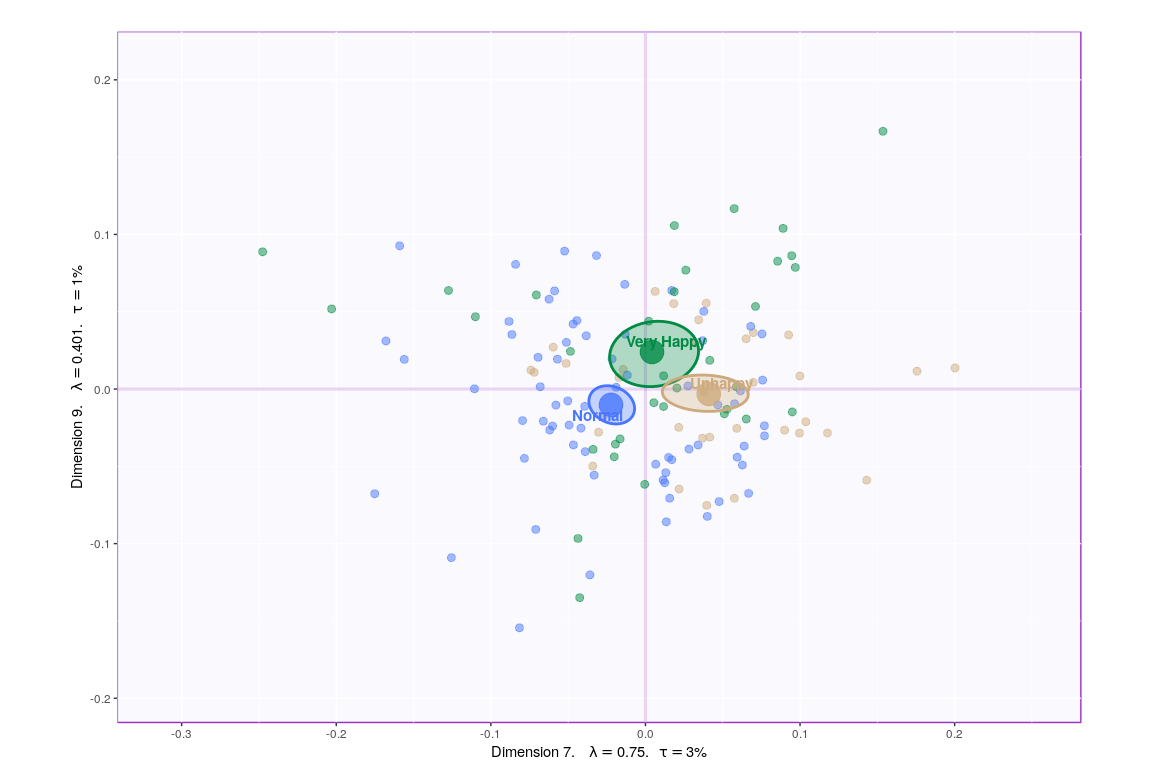 0.2
0.1
0.0
-0.1
-0.2
Dimension 9.  λ = 0.401.  τ = 1%
Very Happy
Unhappy
Normal
-0.3
-0.2
-0.1
0.0
0.1
0.2
Dimension 7.  λ = 0.75.  τ = 3%